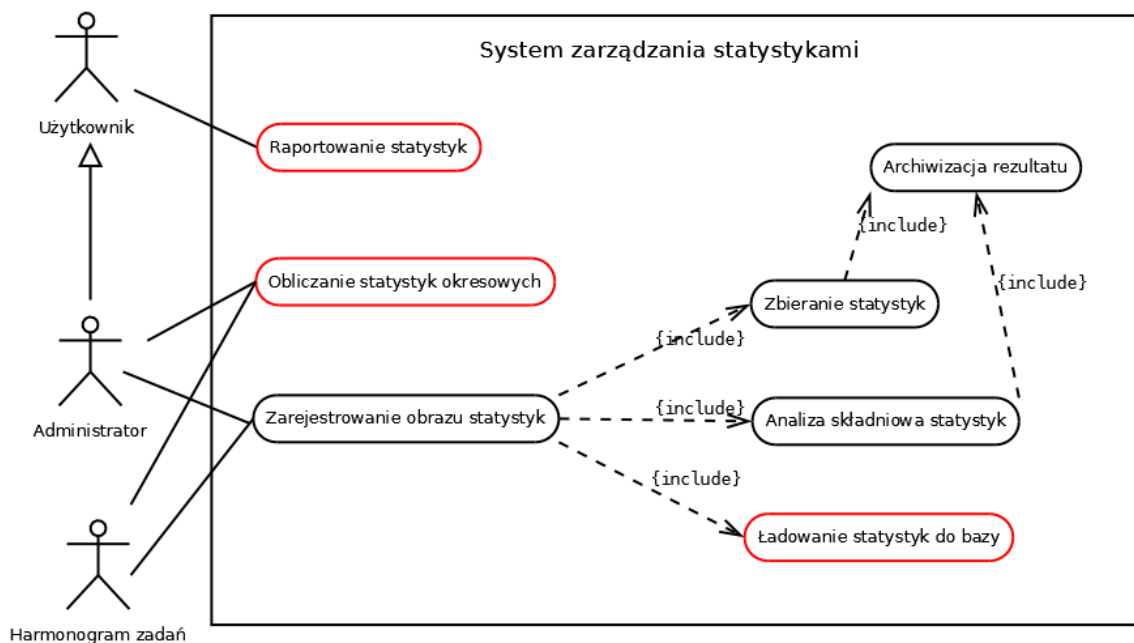 System zarządzania statystykami
Użytkownik
Raportowanie statystyk
Archiwizacja rezultatu
{include}
Obliczanie statystyk okresowych
{include}
Zbieranie statystyk
{include}
Administrator
Zarejestrowanie obrazu statystyk
{include}
Analiza składniowa statystyk
{include}
Ładowanie statystyk do bazy
Harmonogram zadań